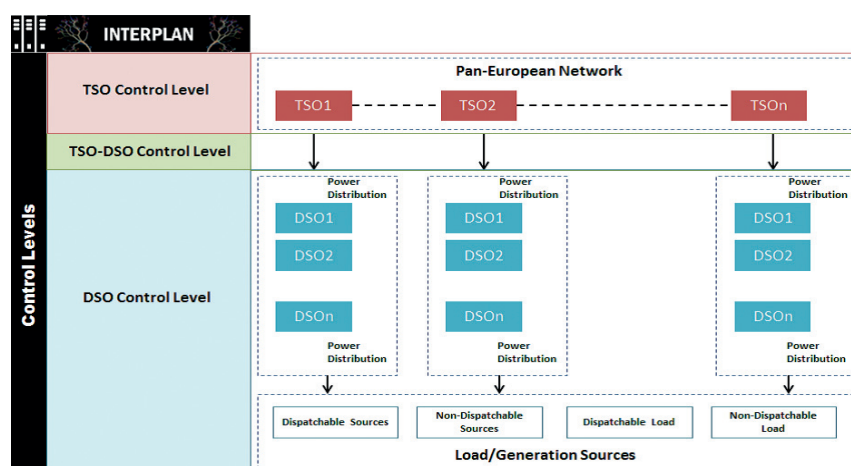 INTERPLAN
Control Levels
TSO Control Level
Pan-European Network
TSO1
TSO2
TSOn
TSO-DSO Control Level
DSO Control Level
Power
Distribution
DSO1
DSO2
DSOn
Power
Distribution
Power
Distribution
DSO1
DSO2
DSOn
Power
Distribution
Power
Distribution
DSO1
DSO2
DSOn
Power
Distribution
Dispatchable Sources
Non-Dispatchable
Sources
Dispatchable Load
Non-Dispatchable
Load
Load/Generation Sources